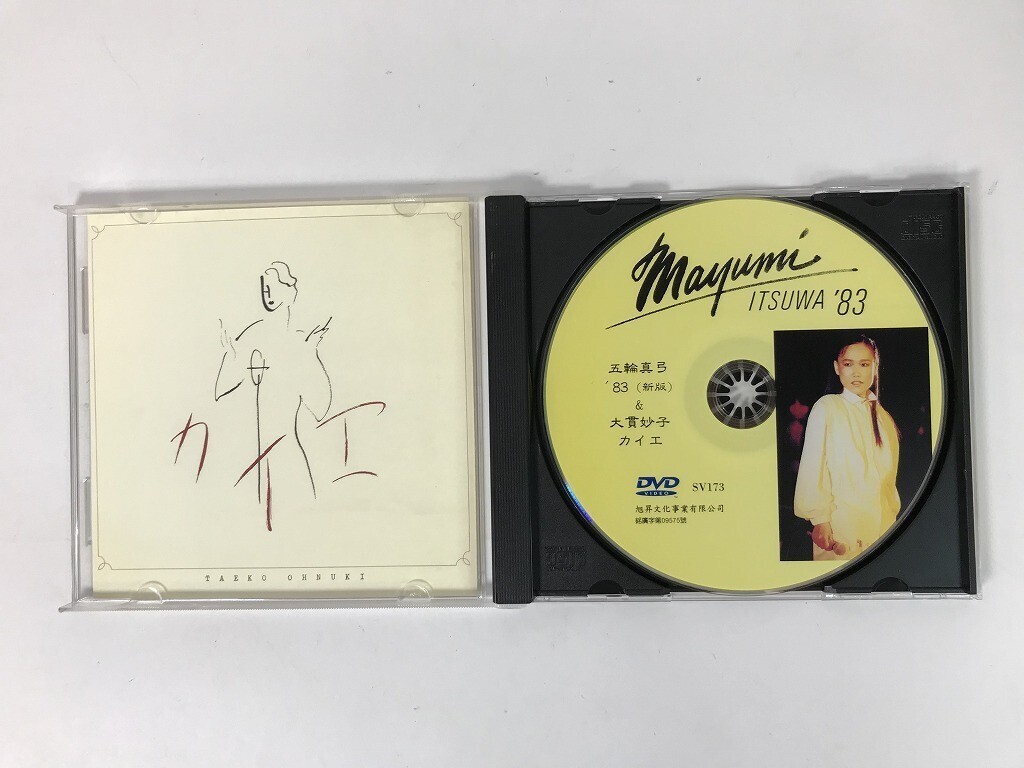 カイエ
TAEKO OHNUKI
Mayumi
ITSUWA '83
五輪真弓
'83 (新版)
&
大貫妙子
カイエ
DVD SV173
VIDEO
旭昇文化事業有限公司